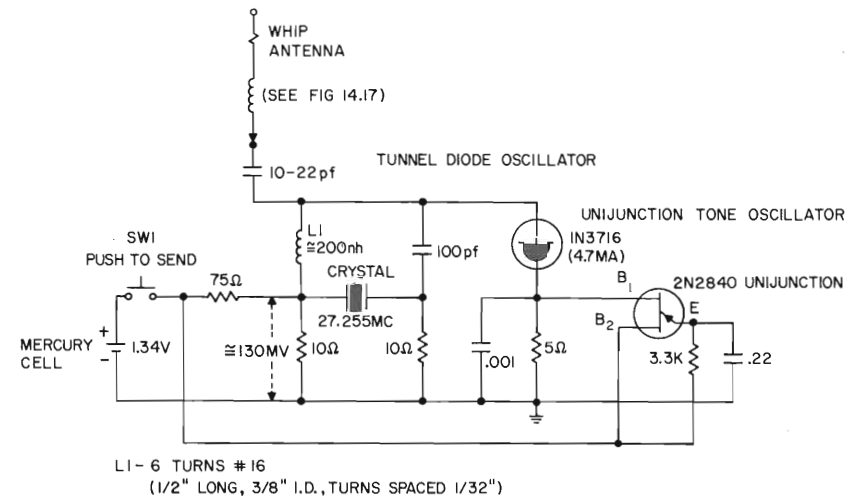 WHIP
ANTENNA
(SEE FIG 14.17)
10-22pf
TUNNEL DIODE OSCILLATOR
UNIJUNCTION TONE OSCILLATOR
L1
≅200nh
100pf
1N3716
(4.7MA)
SW1
PUSH TO SEND
75Ω
CRYSTAL
27.255MC
B1
2N2840 UNIJUNCTION
B2
E
MERCURY
CELL
+
-
1.34V
≅130MV
10Ω
10Ω
.001
5Ω
3.3K
.22
L1- 6 TURNS #16
(1/2" LONG, 3/8" I.D., TURNS SPACED 1/32")